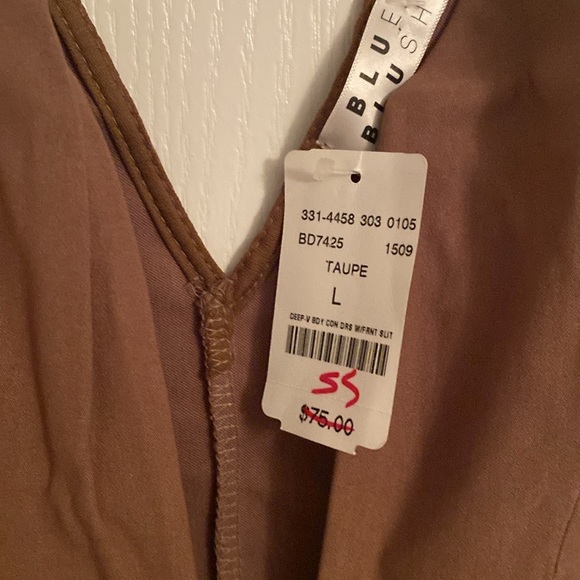 BLUE
BLUSH
331-4458 303 0105
BD7425 1509
TAUPE
L
DEEP-V BDY CON DRS W/FRNT SLIT
55
$75.00